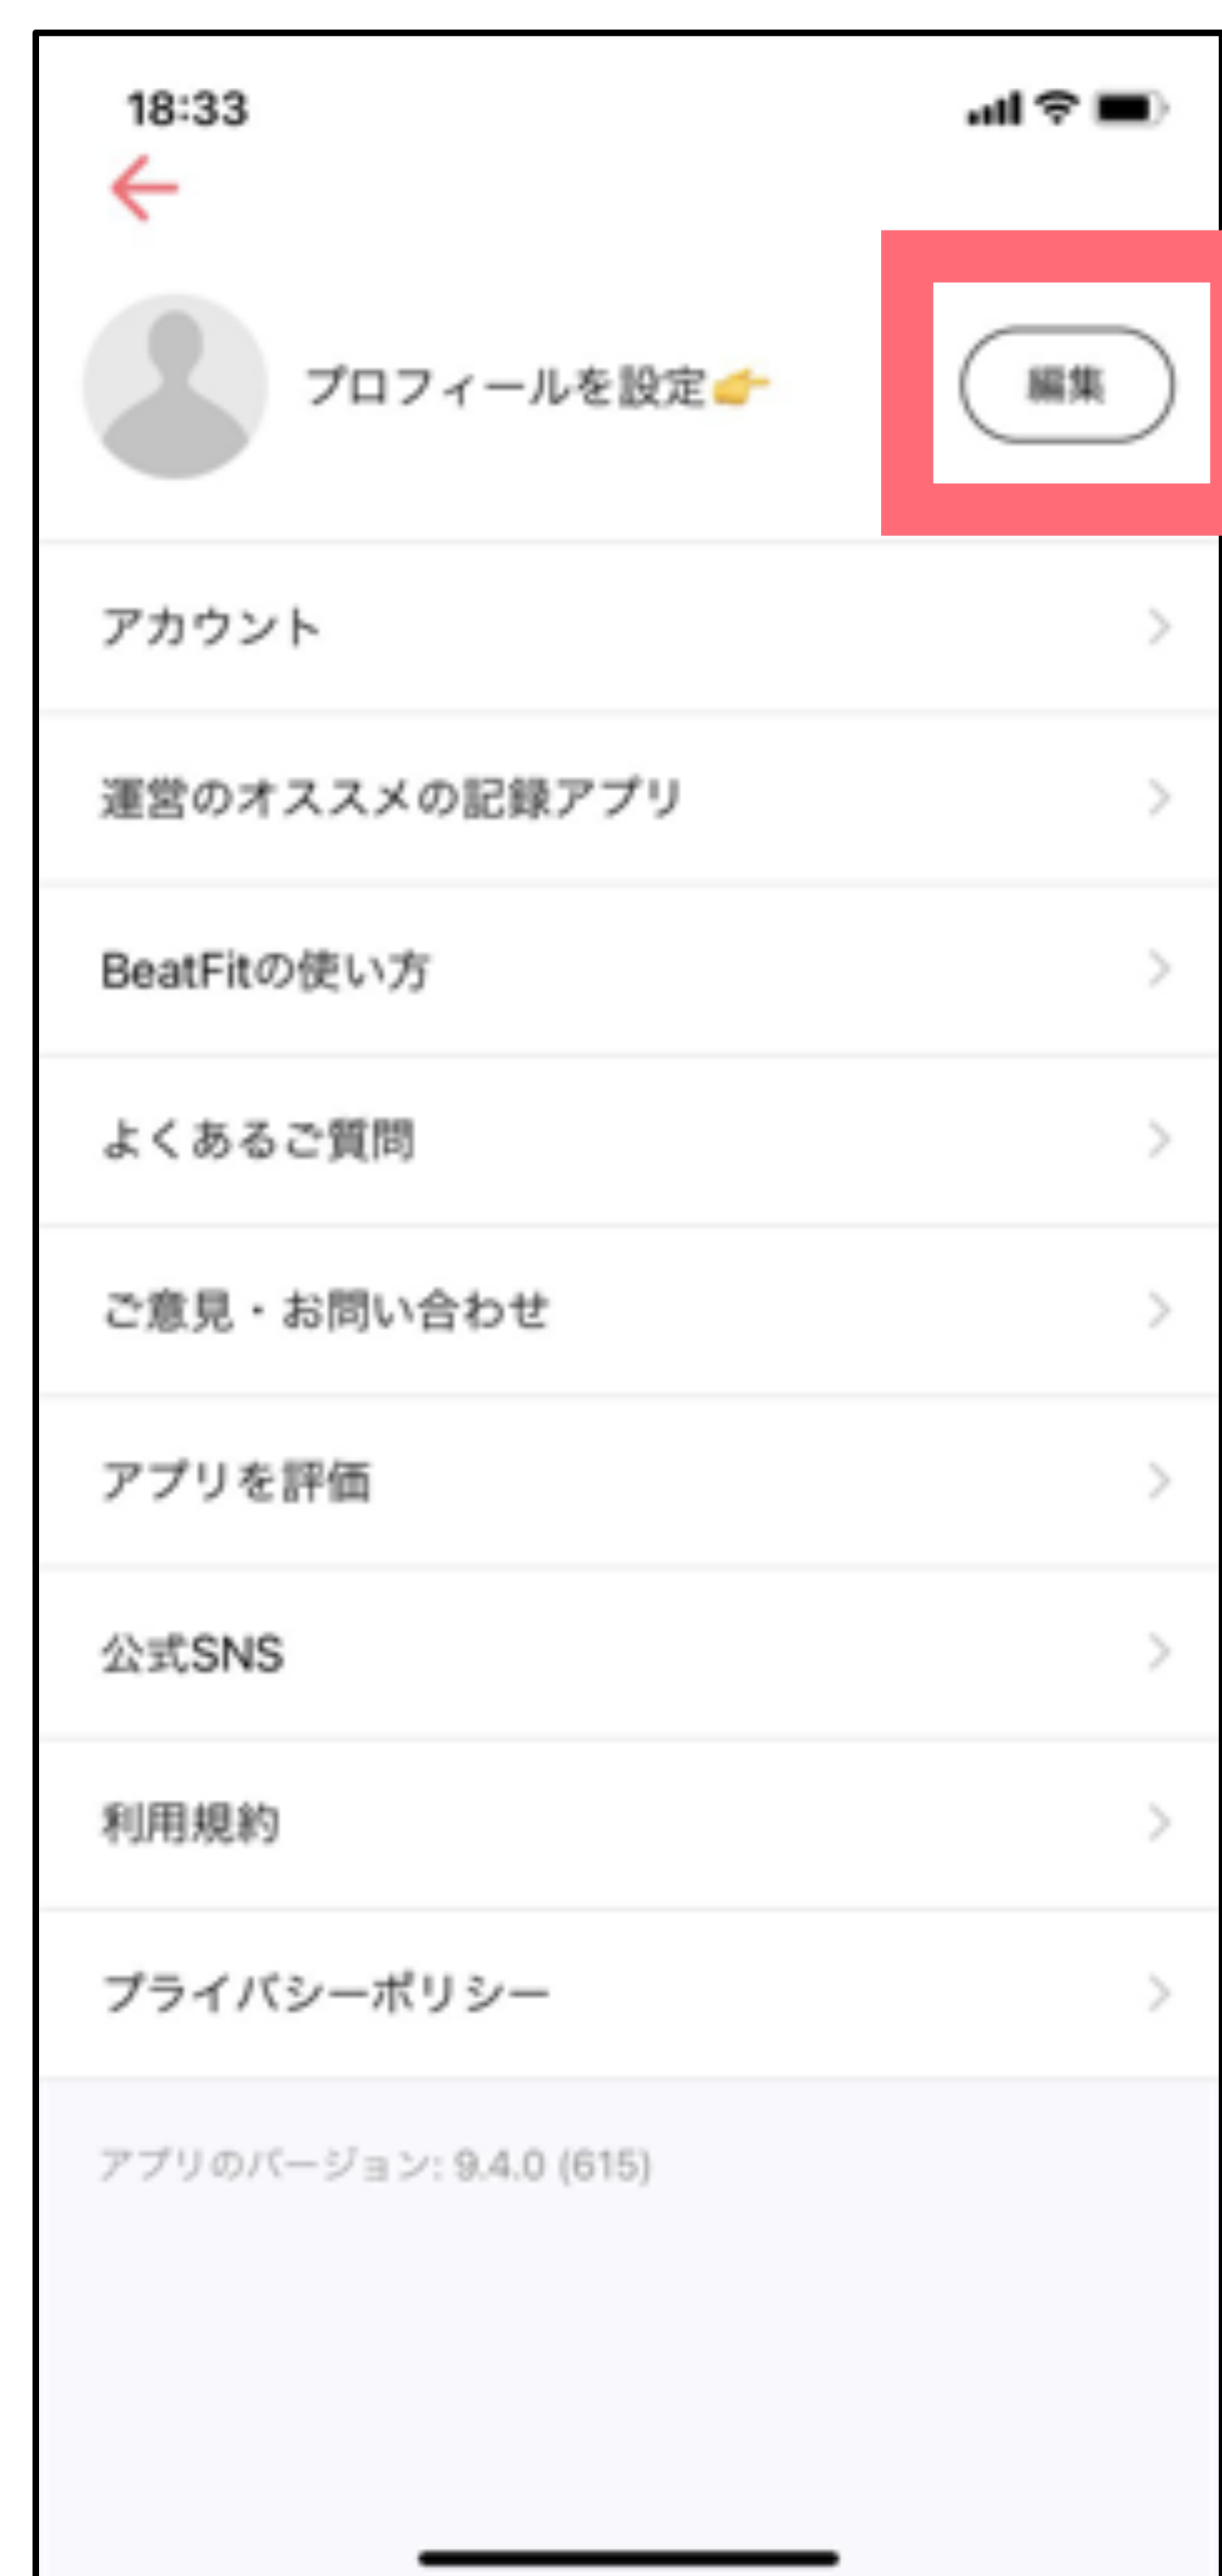 18:33
プロフィールを設定👉
編集
アカウント
運営のオススメの記録アプリ
BeatFitの使い方
よくあるご質問
ご意見・お問い合わせ
アプリを評価
公式SNS
利用規約
プライバシーポリシー
アプリのバージョン: 9.4.0 (615)